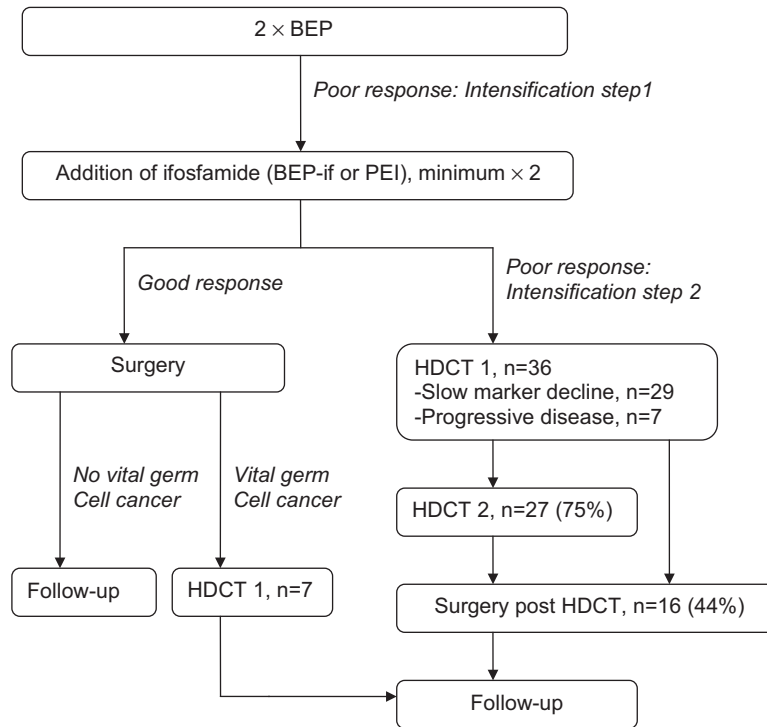 2 × BEP
Poor response: Intensification step1
Addition of ifosfamide (BEP-if or PEI), minimum × 2
Good response
Poor response:
Intensification step 2
Surgery
HDCT 1, n=36
-Slow marker decline, n=29
-Progressive disease, n=7
No vital germ
Cell cancer
Vital germ
Cell cancer
HDCT 2, n=27 (75%)
Follow-up
HDCT 1, n=7
Surgery post HDCT, n=16 (44%)
Follow-up